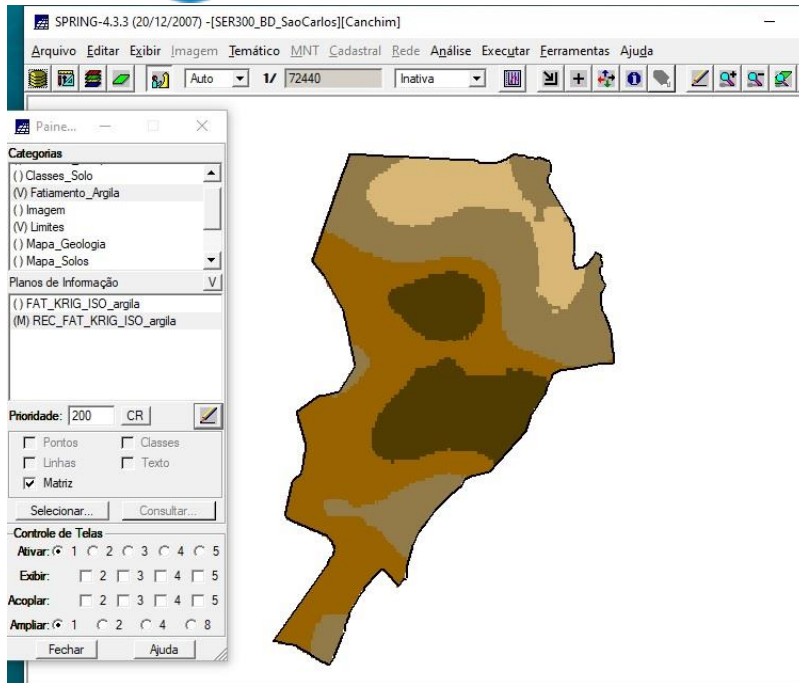 SPRING-4.3.3 (20/12/2007) -[SER300_BD_SaoCarlos][Canchim]
Arquivo Editar Exibir Imagem Temático MNT Cadastral Rede Análise Executar Ferramentas Ajuda
Auto 1/ 72440 Inativa
Paine...
Categorias
() Classes_Solo
(V) Fatiamento_Argila
() Imagem
(V) Limites
() Mapa_Geologia
() Mapa_Solos
Planos de Informação V
() FAT_KRIG_ISO_argila
(M) REC_FAT_KRIG_ISO_argila
Prioridade: 200 CR
Pontos Classes
Linhas Texto
Matriz
Selecionar... Consultar...
Controle de Telas
Ativar: 1 2 3 4 5
Exibir: 2 3 4 5
Acoplar: 2 3 4 5
Ampliar: 1 2 4 8
Fechar Ajuda